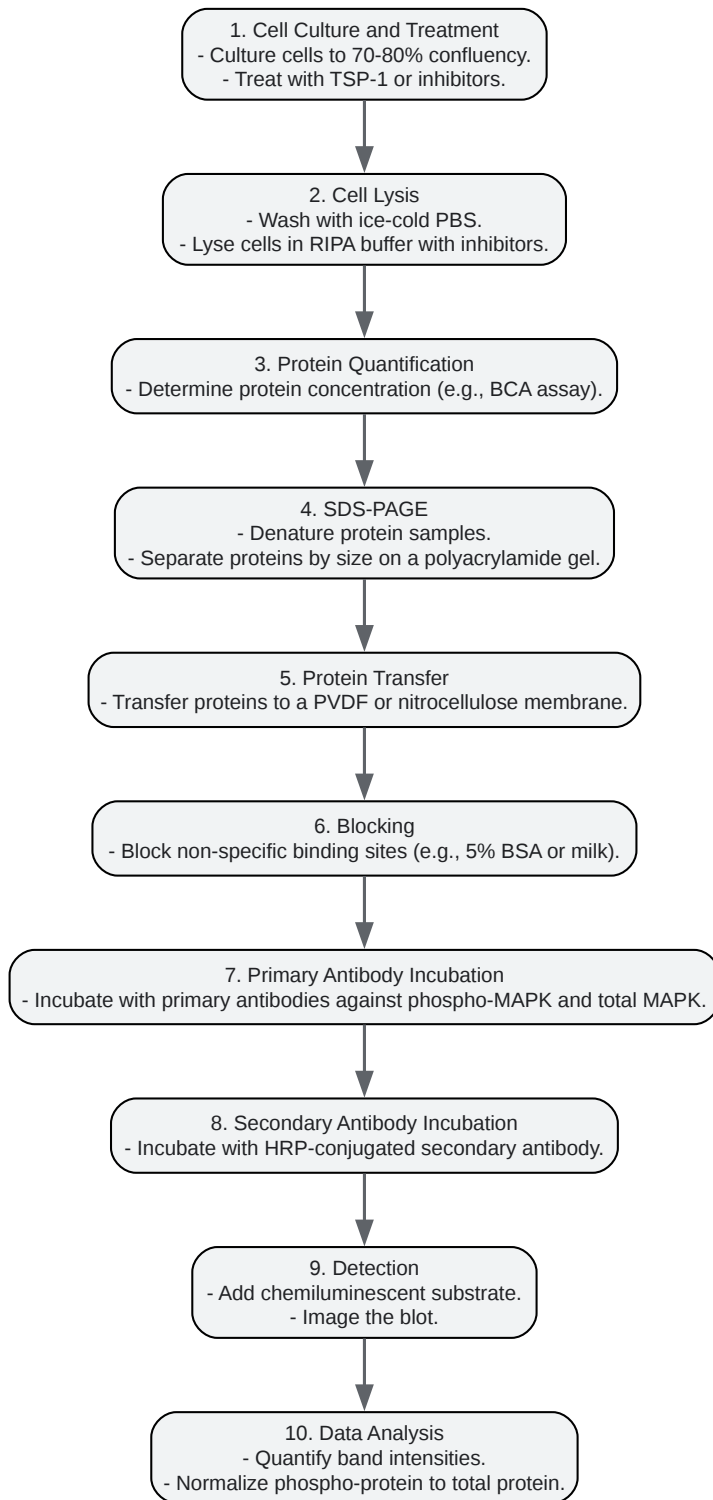 1. Cell Culture and Treatment
- Culture cells to 70-80% confluency.
- Treat with TSP-1 or inhibitors.
2. Cell Lysis
- Wash with ice-cold PBS.
- Lyse cells in RIPA buffer with inhibitors.
3. Protein Quantification
- Determine protein concentration (e.g., BCA assay).
4. SDS-PAGE
- Denature protein samples.
- Separate proteins by size on a polyacrylamide gel.
5. Protein Transfer
- Transfer proteins to a PVDF or nitrocellulose membrane.
6. Blocking
- Block non-specific binding sites (e.g., 5% BSA or milk).
7. Primary Antibody Incubation
- Incubate with primary antibodies against phospho-MAPK and total MAPK.
8. Secondary Antibody Incubation
- Incubate with HRP-conjugated secondary antibody.
9. Detection
- Add chemiluminescent substrate.
- Image the blot.
10. Data Analysis
- Quantify band intensities.
- Normalize phospho-protein to total protein.